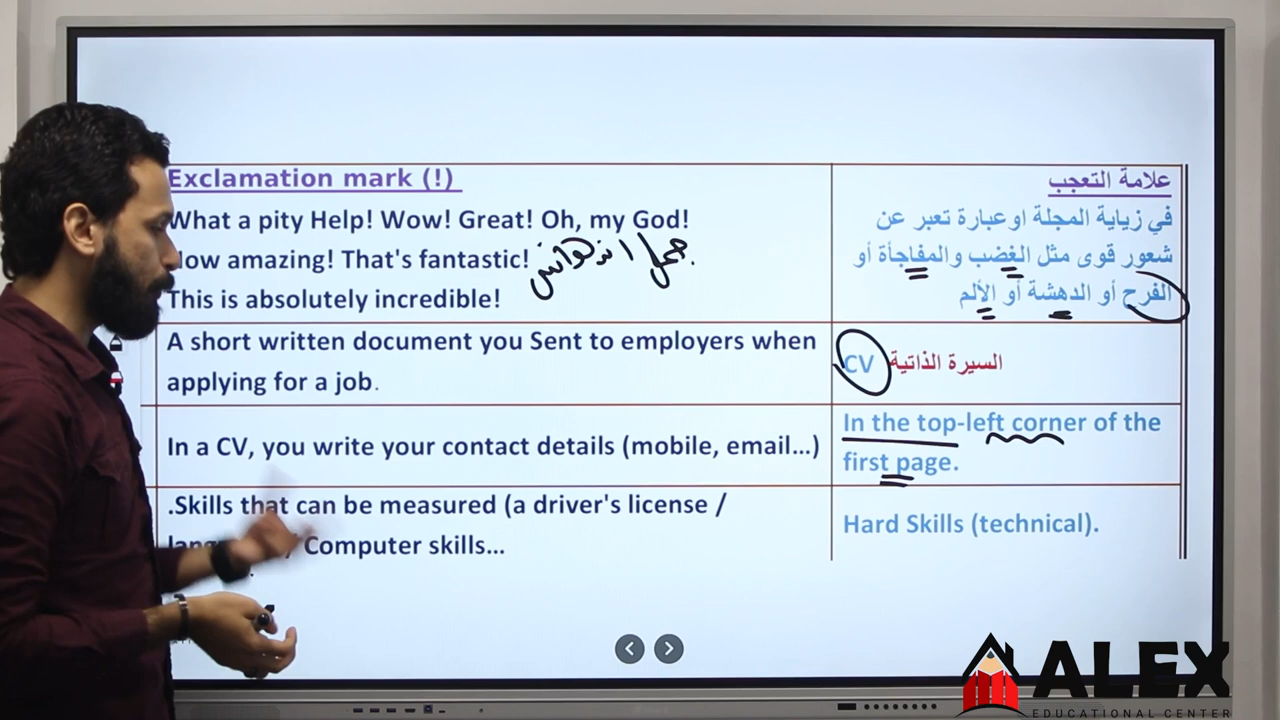 Exclamation mark (!)
علامة التعجب
What a pity Help! Wow! Great! Oh, my God!
How amazing! That's fantastic!
This is absolutely incredible!
في زياية المجلة اوعبارة تعبر عن
شعور قوى مثل الغضب والمفاجأة أو
الفرح أو الدهشة أو الألم
A short written document you Sent to employers when
applying for a job.
CV السيرة الذاتية
In a CV, you write your contact details (mobile, email...)
In the top-left corner of the
first page.
.Skills that can be measured (a driver's license /
Computer skills...
Hard Skills (technical).
ALEX
EDUCATIONAL CENTER